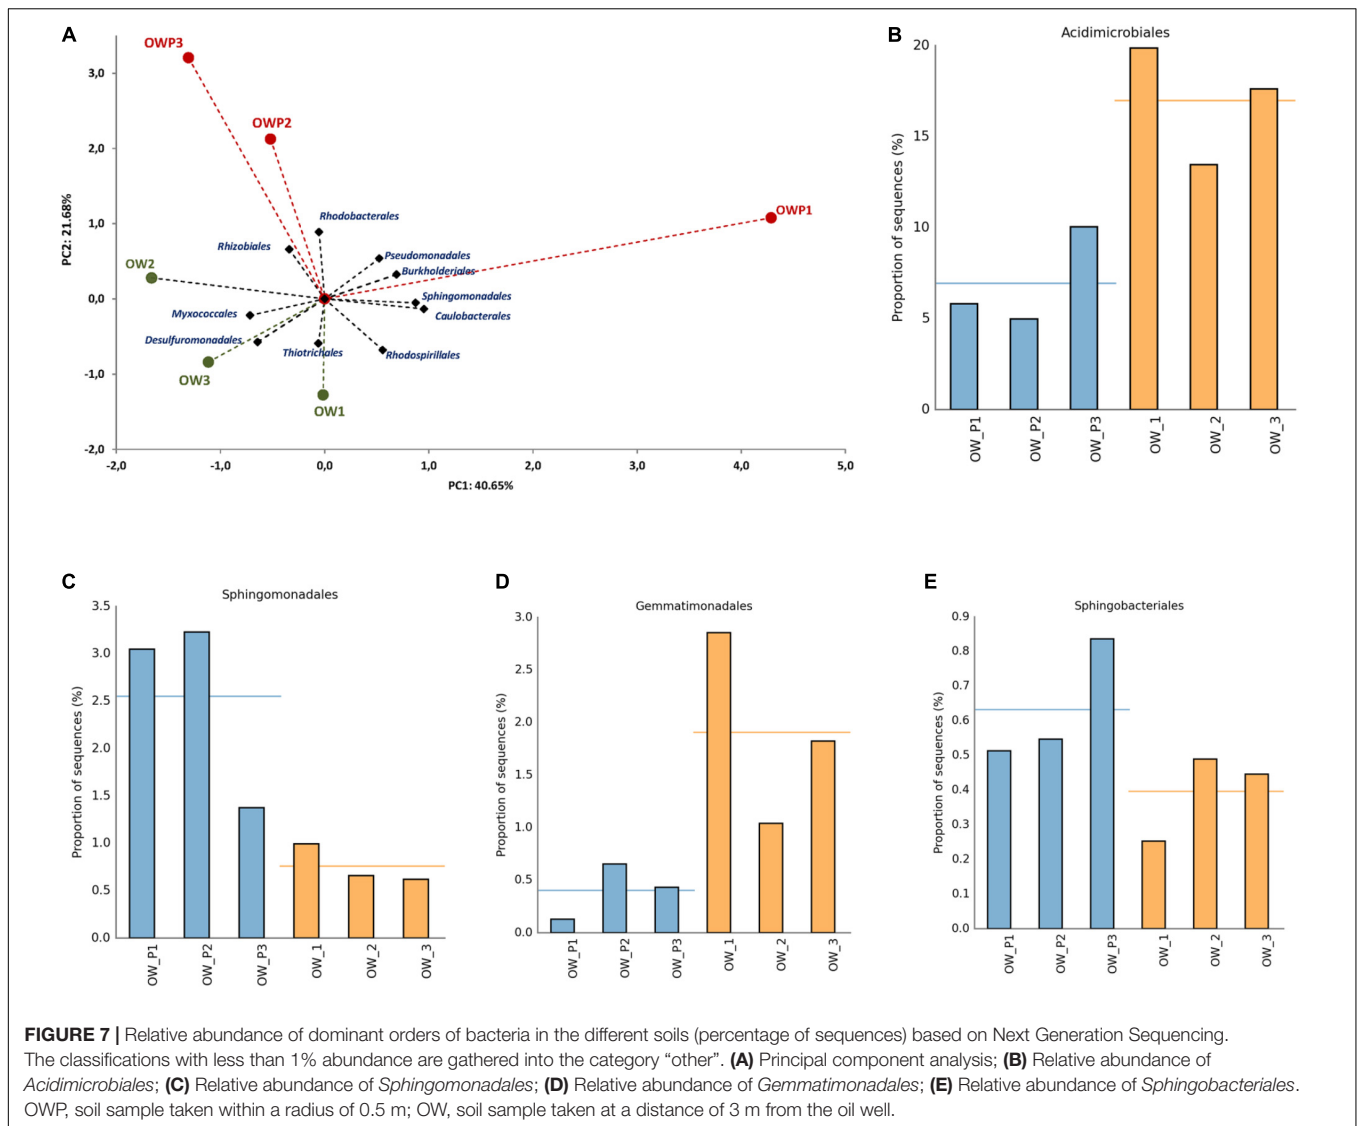 A
OWP3
OWP2
OWP1
OW2
OW3
OW1
Rhodobacterales
Rhizobiales
Pseudomonadales
Burkholderiales
Sphingomonadales
Caulobacterales
Myxococcales
Desulfuromonadales
Thiotrichales
Rhodospirillales
PC2: 21.68%
3,0
2,0
1,0
0,0
-1,0
-2,0
-2,0 -1,0 0,0 1,0 2,0 3,0 4,0 5,0
PC1: 40.65%
B
Acidimicrobiales
Proportion of sequences (%)
20
15
10
5
0
OW_P1 OW_P2 OW_P3 OW_1 OW_2 OW_3
C
Sphingomonadales
Proportion of sequences (%)
3.5
3.0
2.5
2.0
1.5
1.0
0.5
0.0
OW_P1 OW_P2 OW_P3 OW_1 OW_2 OW_3
D
Gemmatimonadales
Proportion of sequences (%)
3.0
2.5
2.0
1.5
1.0
0.5
0.0
OW_P1 OW_P2 OW_P3 OW_1 OW_2 OW_3
E
Sphingobacteriales
Proportion of sequences (%)
0.9
0.8
0.7
0.6
0.5
0.4
0.3
0.2
0.1
0.0
OW_P1 OW_P2 OW_P3 OW_1 OW_2 OW_3
FIGURE 7 | Relative abundance of dominant orders of bacteria in the different soils (percentage of sequences) based on Next Generation Sequencing.
The classifications with less than 1% abundance are gathered into the category “other”. (A) Principal component analysis; (B) Relative abundance of
Acidimicrobiales; (C) Relative abundance of Sphingomonadales; (D) Relative abundance of Gemmatimonadales; (E) Relative abundance of Sphingobacteriales.
OWP, soil sample taken within a radius of 0.5 m; OW, soil sample taken at a distance of 3 m from the oil well.